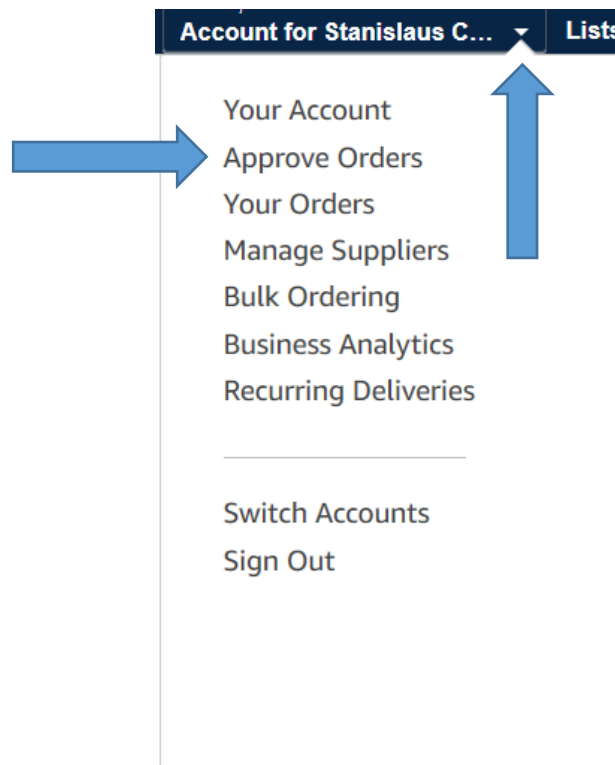 Account for Stanislaus C... Lists
Your Account
Approve Orders
Your Orders
Manage Suppliers
Bulk Ordering
Business Analytics
Recurring Deliveries
Switch Accounts
Sign Out